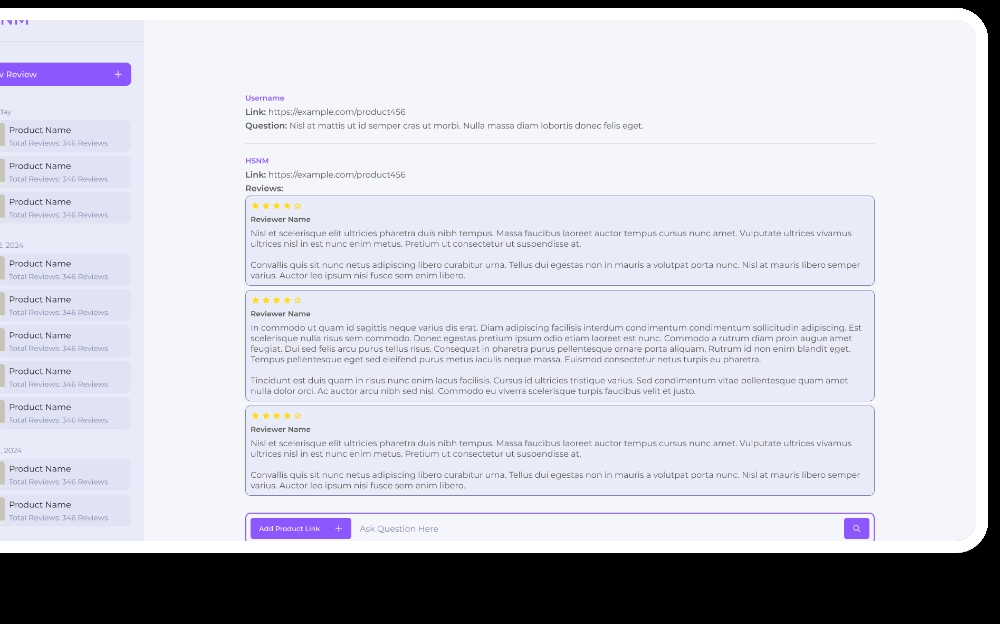 NM
w Review
day
Product Name
Total Reviews: 346 Reviews
Product Name
Total Reviews: 346 Reviews
Product Name
Total Reviews: 346 Reviews
2, 2024
Product Name
Total Reviews: 346 Reviews
Product Name
Total Reviews: 346 Reviews
Product Name
Total Reviews: 346 Reviews
Product Name
Total Reviews: 346 Reviews
Product Name
Total Reviews: 346 Reviews
, 2024
Product Name
Total Reviews: 346 Reviews
Product Name
Total Reviews: 346 Reviews
Username
Link: https://example.com/product456
Question: Nisl at mattis ut id semper cras ut morbi. Nulla massa diam lobortis donec felis eget.
HSNM
Link: https://example.com/product456
Reviews:
Reviewer Name
Nisl et scelerisque elit ultricies pharetra duis nibh tempus. Massa faucibus laoreet auctor tempus cursus nunc amet. Vulputate ultrices vivamus
ultrices nisl in est nunc enim metus. Pretium ut consectetur ut suspendisse at.
Convallis quis sit nunc netus adipiscing libero curabitur urna. Tellus dui egestas non in mauris a volutpat porta nunc. Nisl at mauris libero semper
varius. Auctor leo ipsum nisi fusce sem enim libero.
Reviewer Name
In commodo ut quam id sagittis neque varius dis erat. Diam adipiscing facilisis interdum condimentum condimentum sollicitudin adipiscing. Est
scelerisque nulla risus sem commodo. Donec egestas pretium ipsum odio etiam laoreet est nunc. Commodo a rutrum diam proin augue amet
feugiat. Dui sed felis arcu purus tellus risus. Consequat in pharetra purus pellentesque ornare porta aliquam. Rutrum id non enim blandit eget.
Tempus pellentesque eget sed eleifend purus metus iaculis neque massa. Euismod consectetur netus turpis eu pharetra.
Tincidunt est duis quam in risus nunc enim lacus facilisis. Cursus id ultricies tristique varius. Sed condimentum vitae pellentesque quam amet
nulla dolor orci. Ac auctor arcu nibh sed nisl. Commodo eu viverra scelerisque turpis faucibus velit et justo.
Reviewer Name
Nisl et scelerisque elit ultricies pharetra duis nibh tempus. Massa faucibus laoreet auctor tempus cursus nunc amet. Vulputate ultrices vivamus
ultrices nisl in est nunc enim metus. Pretium ut consectetur ut suspendisse at.
Convallis quis sit nunc netus adipiscing libero curabitur urna. Tellus dui egestas non in mauris a volutpat porta nunc. Nisl at mauris libero semper
varius. Auctor leo ipsum nisi fusce sem enim libero.
Add Product Link
Ask Question Here